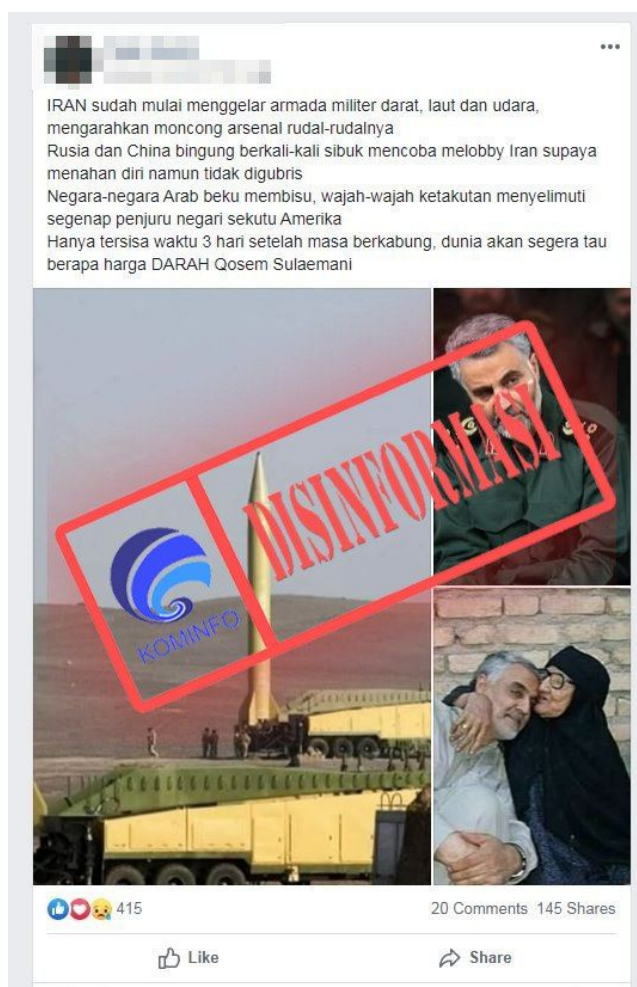 IRAN sudah mulai menggelar armada militer darat, laut dan udara,
mengarahkan moncong arsenal rudal-rudalnya
Rusia dan China bingung berkali-kali sibuk mencoba melobby Iran supaya
menahan diri namun tidak digubris
Negara-negara Arab beku membisu, wajah-wajah ketakutan menyelimuti
segenap penjuru negari sekutu Amerika
Hanya tersisa waktu 3 hari setelah masa berkabung, dunia akan segera tau
berapa harga DARAH Qosem Sulaemani
DISINFORMASI
KOMINFO
415
20 Comments 145 Shares
Like
Share